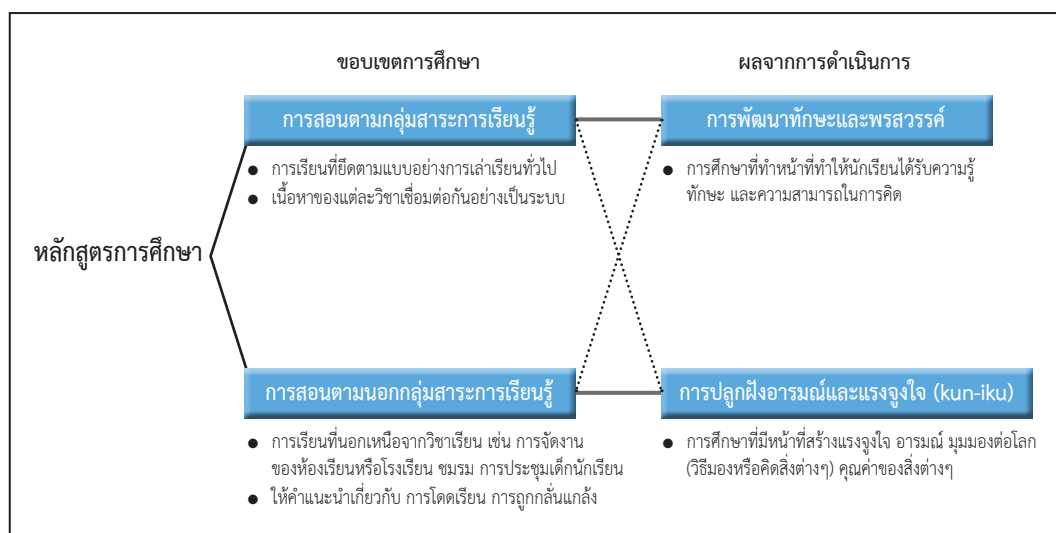 ขอบเขตการศึกษา
ผลจากการดำเนินการ
การสอนตามกลุ่มสาระการเรียนรู้
● การเรียนที่ยึดตามแบบอย่างการเล่าเรียนทั่วไป
● เนื้อหาของแต่ละวิชาเชื่อมต่อกันอย่างเป็นระบบ
การพัฒนาทักษะและพรสวรรค์
● การศึกษาที่ทำหน้าที่ทำให้นักเรียนได้รับความรู้
ทักษะ และความสามารถในการคิด
หลักสูตรการศึกษา
การสอนตามนอกกลุ่มสาระการเรียนรู้
● การเรียนที่นอกเหนือจากวิชาเรียน เช่น การจัดงาน
ของห้องเรียนหรือโรงเรียน ชมรม การประชุมเด็กนักเรียน
● ให้คำแนะนำเกี่ยวกับ การโดดเรียน การถูกกลั่นแกล้ง
การปลูกฝังอารมณ์และแรงจูงใจ (kun-iku)
● การศึกษาที่มีหน้าที่สร้างแรงจูงใจ อารมณ์ มุมมองต่อโลก
(วิธีมองหรือคิดสิ่งต่างๆ) คุณค่าของสิ่งต่างๆ